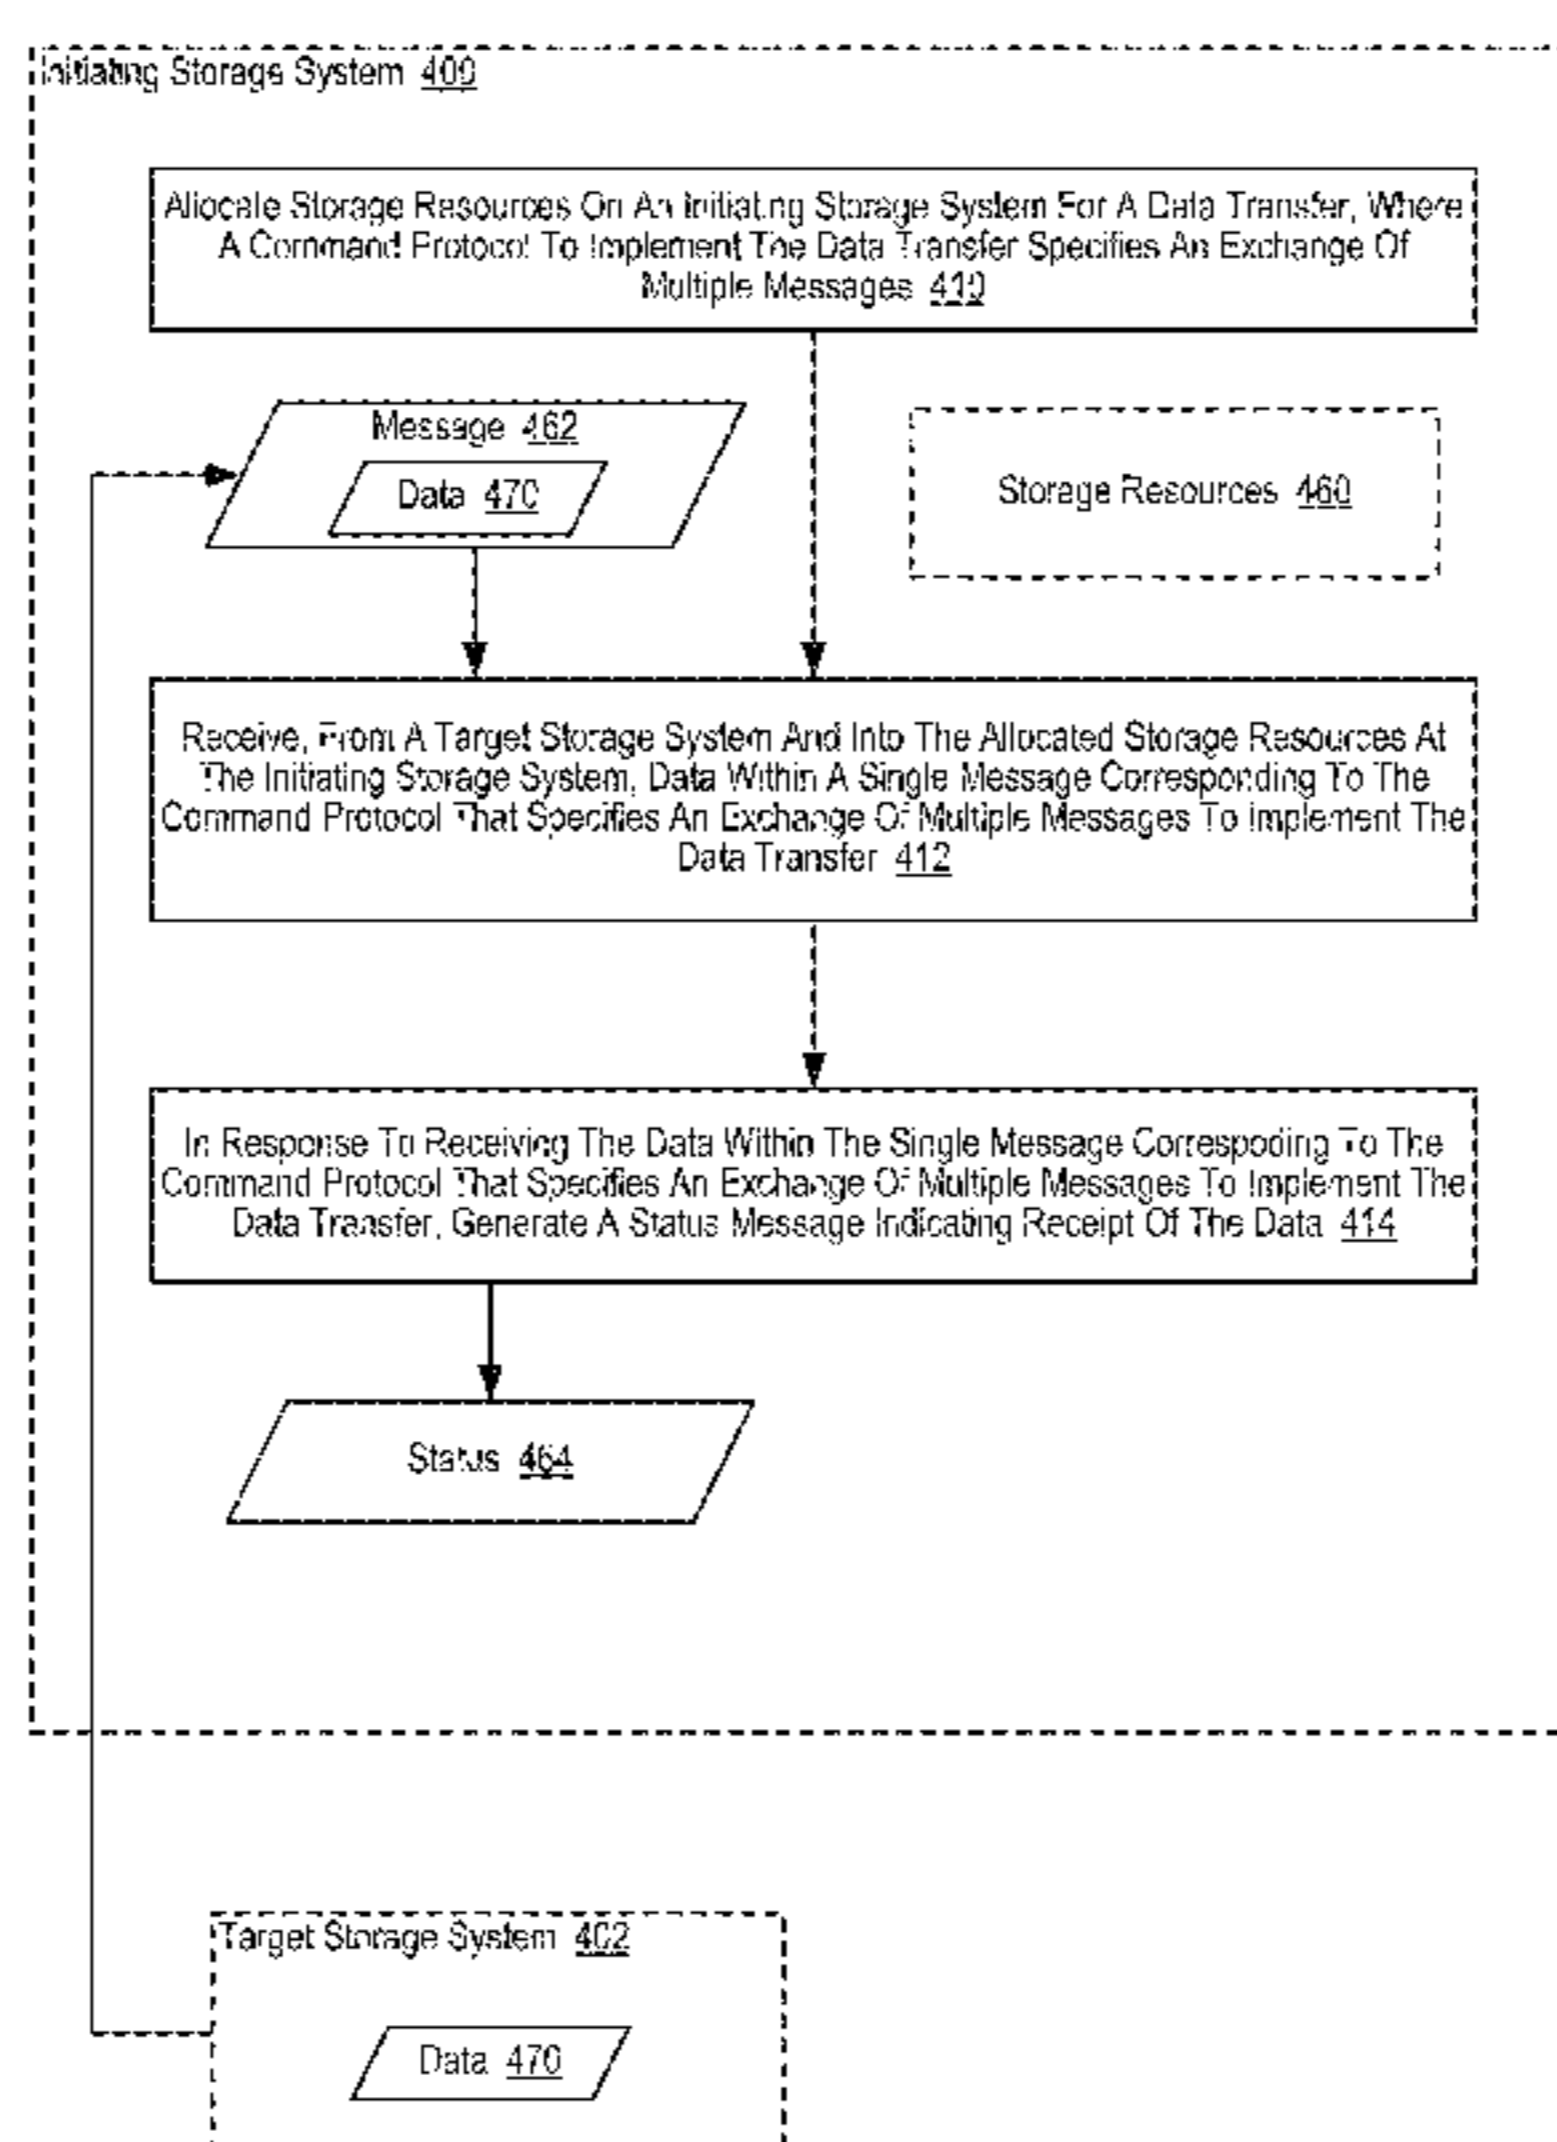 Initiating Storage System 400
Allocate Storage Resources On An Initiating Storage System For A Data Transfer, Where
A Command Protocol To Implement The Data Transfer Specifies An Exchange Of
Multiple Messages 410
Message 462
Data 470
Storage Resources 460
Receive, From A Target Storage System And Into The Allocated Storage Resources At
The Initiating Storage System, Data Within A Single Message Corresponding To The
Command Protocol That Specifies An Exchange Of Multiple Messages To Implement The
Data Transfer 412
In Response To Receiving The Data Within The Single Message Correspoding To The
Command Protocol That Specifies An Exchange Of Multiple Messages To Implement The
Data Transfer, Generate A Status Message Indicating Receipt Of The Data 414
Status 464
Target Storage System 402
Data 470